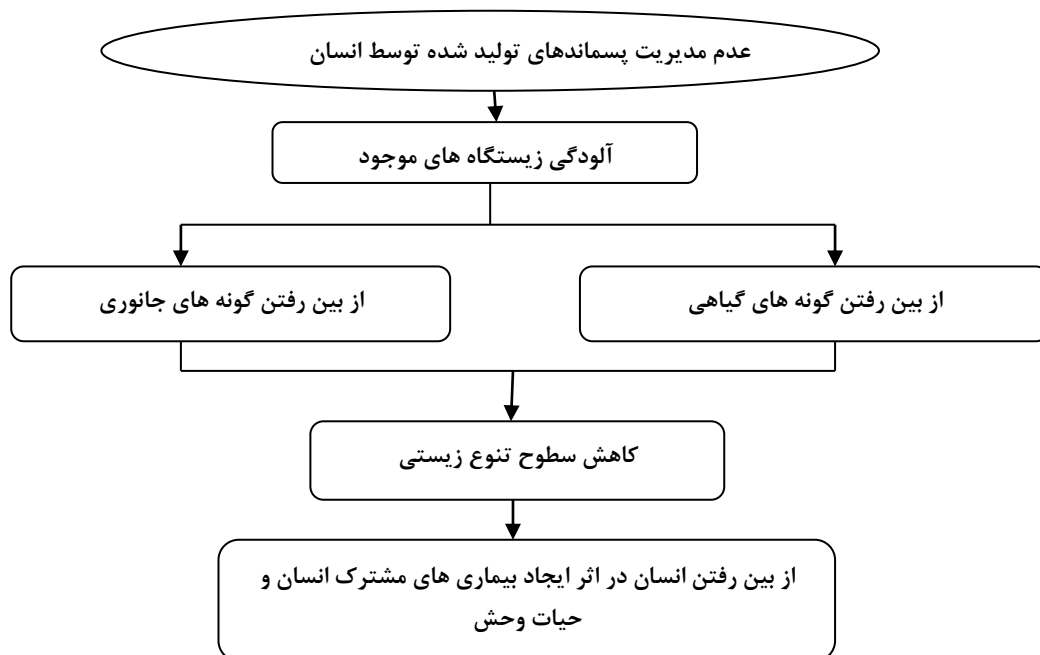 عدم مدیریت پسماندهای تولید شده توسط انسان
آلودگی زیستگاه های موجود
از بین رفتن گونه های گیاهی
از بین رفتن گونه های جانوری
کاهش سطوح تنوع زیستی
از بین رفتن انسان در اثر ایجاد بیماری های مشترک انسان و
حیات وحش